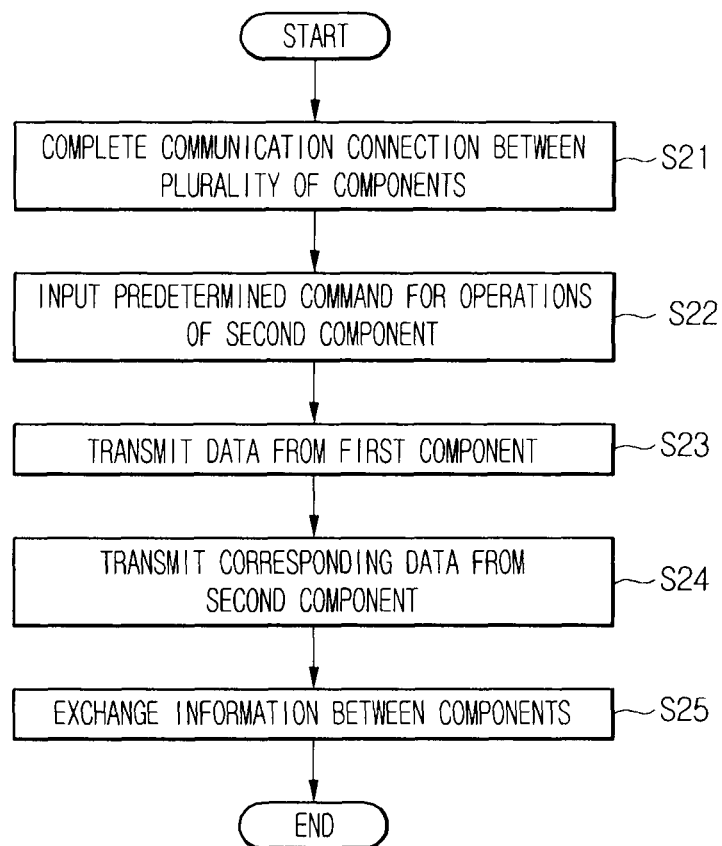 START
COMPLETE COMMUNICATION CONNECTION BETWEEN
PLURALITY OF COMPONENTS
S21
INPUT PREDETERMINED COMMAND FOR OPERATIONS
OF SECOND COMPONENT
S22
TRANSMIT DATA FROM FIRST COMPONENT
S23
TRANSMIT CORRESPONDING DATA FROM
SECOND COMPONENT
S24
EXCHANGE INFORMATION BETWEEN COMPONENTS
S25
END